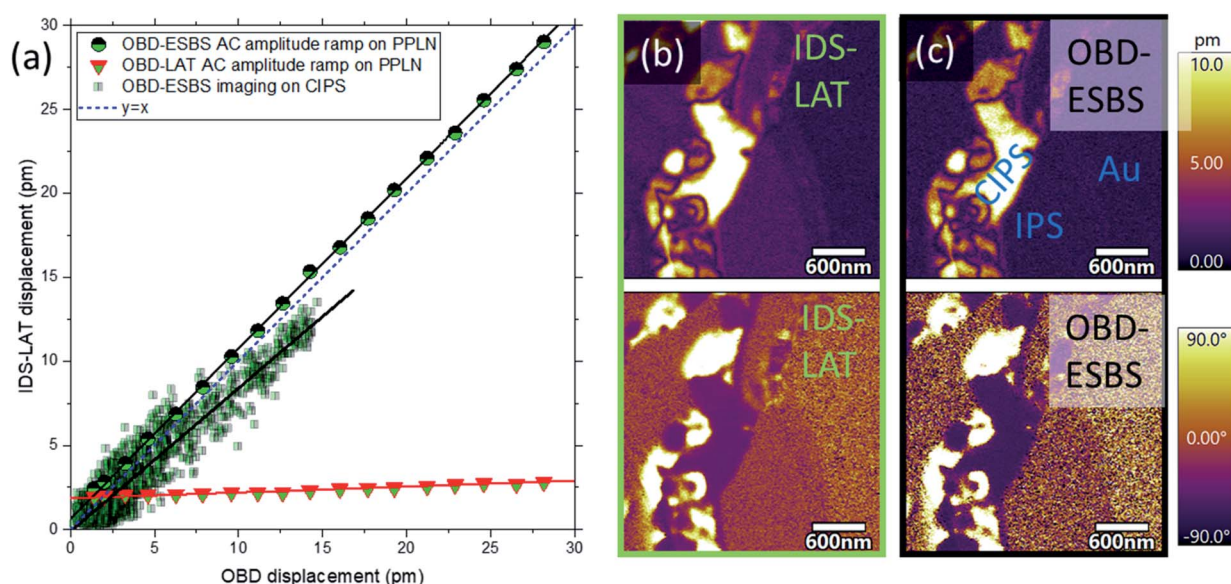 (a)
OBD-ESBS AC amplitude ramp on PPLN
OBD-LAT AC amplitude ramp on PPLN
OBD-ESBS imaging on CIPS
y=x
30
25
20
15
10
5
0
IDS-LAT displacement (pm)
0 5 10 15 20 25 30
OBD displacement (pm)
(b)
IDS-
LAT
600nm
IDS-
LAT
600nm
(c)
OBD-
ESBS
CIPS
Au
IPS
600nm
OBD-
ESBS
600nm
pm
10.0
5.00
0.00
90.0°
0.00°
-90.0°